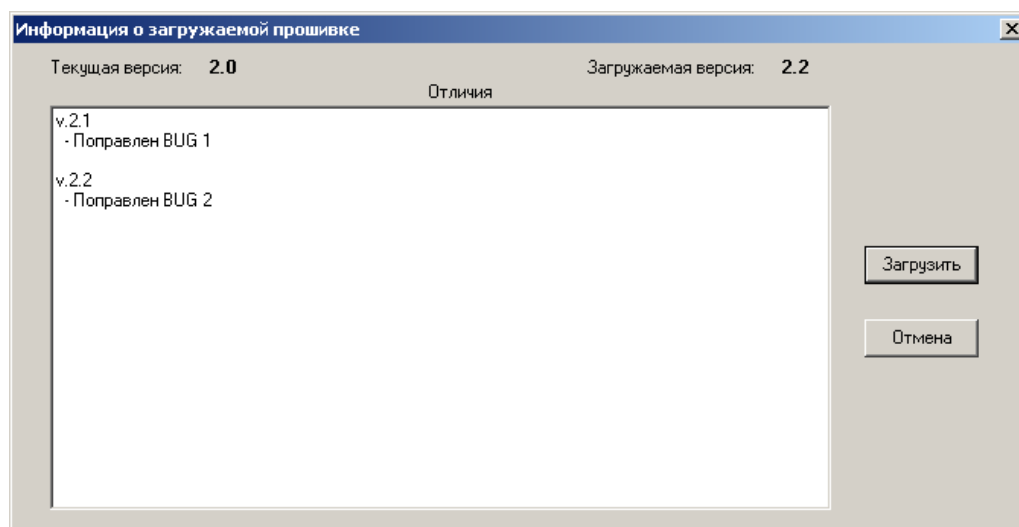 Информация о загружаемой прошивке
Текущая версия: 2.0 Загружаемая версия: 2.2
Отличия
v.2.1
- Поправлен BUG 1
v.2.2
- Поправлен BUG 2
Загрузить
Отмена